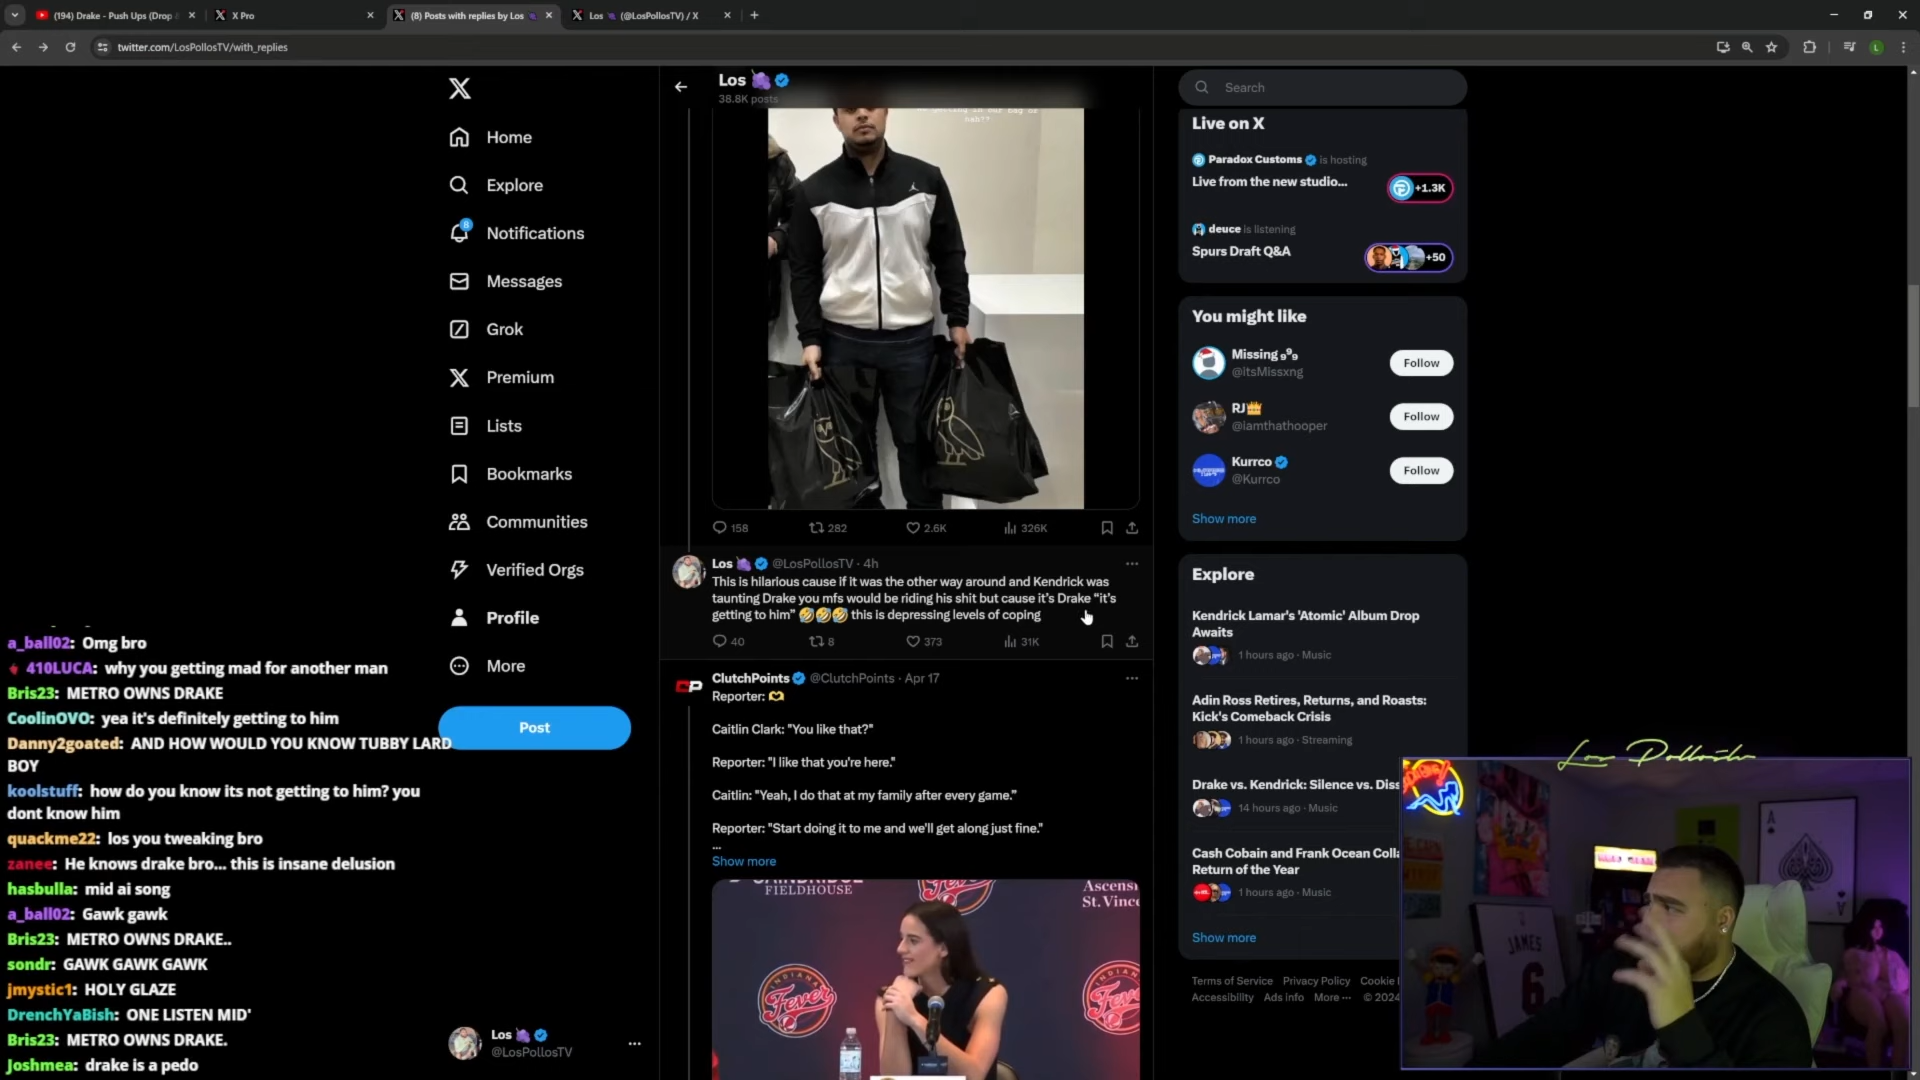 (194) Drake - Push Ups (Drop &
X Pro
(8) Posts with replies by Los
Los 🍇 (@LosPollosTV) / X
twitter.com/LosPollosTV/with_replies
Los 🍇
38.8K posts
Home
Explore
Notifications
8
Messages
Grok
Premium
Lists
Bookmarks
Communities
Verified Orgs
Profile
More
Post
Los 🍇
@LosPollosTV
nah??
158 282 2.6K 326K
Los 🍇 @LosPollosTV · 4h
This is hilarious cause if it was the other way around and Kendrick was
taunting Drake you mfs would be riding his shit but cause it's Drake “it's
getting to him” 🤣🤣🤣 this is depressing levels of coping
40 8 373 31K
ClutchPoints @ClutchPoints · Apr 17
Reporter: 🫶
Caitlin Clark: "You like that?"
Reporter: "I like that you're here."
Caitlin: "Yeah, I do that at my family after every game.”
Reporter: "Start doing it to me and we'll get along just fine."
...
Show more
FIELDHOUSE
Ascens
St. Vince
INDIANA
Fever
Search
Live on X
Paradox Customs is hosting
Live from the new studio...
+1.3K
deuce is listening
Spurs Draft Q&A
+50
You might like
Missing ₉⁹₉
@itsMissxng
Follow
RJ👑
@iamthathooper
Follow
Kurrco
@Kurrco
Follow
Show more
Explore
Kendrick Lamar's 'Atomic' Album Drop
Awaits
1 hours ago · Music
Adin Ross Retires, Returns, and Roasts:
Kick's Comeback Crisis
1 hours ago · Streaming
Drake vs. Kendrick: Silence vs. Diss
14 hours ago · Music
Cash Cobain and Frank Ocean Colla
Return of the Year
1 hours ago · Music
Show more
Terms of Service Privacy Policy Cookie
Accessibility Ads info More ··· © 2024
a_ball02: Omg bro
410LUCA: why you getting mad for another man
Bris23: METRO OWNS DRAKE
CoolinOVO: yea it's definitely getting to him
Danny2goated: AND HOW WOULD YOU KNOW TUBBY LARD
BOY
koolstuff: how do you know its not getting to him? you
dont know him
quackme22: los you tweaking bro
zanee: He knows drake bro... this is insane delusion
hasbulla: mid ai song
a_ball02: Gawk gawk
Bris23: METRO OWNS DRAKE..
sondr: GAWK GAWK GAWK
jmystic1: HOLY GLAZE
DrenchYaBish: ONE LISTEN MID'
Bris23: METRO OWNS DRAKE.
Joshmea: drake is a pedo
Los Pollostv
JAMES
6
A